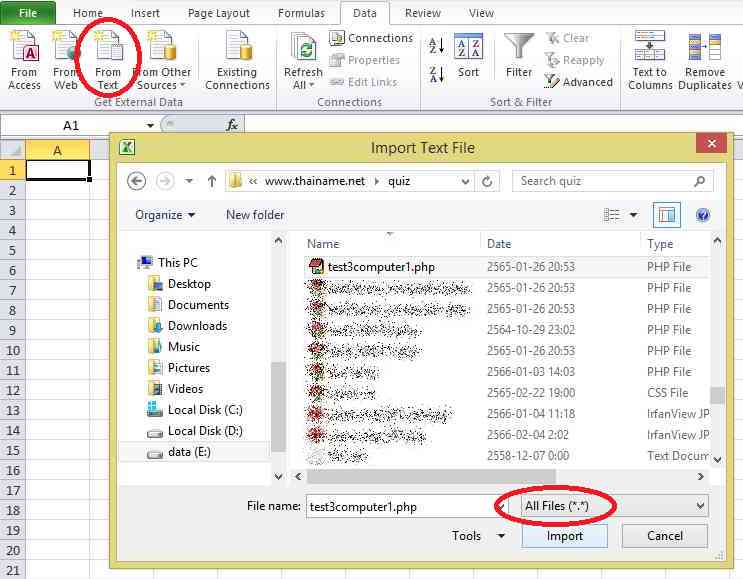 File Home Insert Page Layout Formulas Data Review View
From Access From Web From Text From Other Sources Existing Connections Refresh All Connections Properties Edit Links Sort Filter Clear Reapply Advanced Text to Columns Remove Duplicates
Get External Data Connections Sort & Filter
A1 fx
A
1
2
3
4
5
6
7
8
9
10
11
12
13
14
15
16
17
18
19
20
21
Import Text File
« www.thainame.net quiz Search quiz
Organize New folder
Name Date Type
This PC
Desktop
Documents
Downloads
Music
Pictures
Videos
Local Disk (C:)
Local Disk (D:)
data (E:)
test3computer1.php 2565-01-26 20:53 PHP File
2565-01-26 20:53 PHP File
2565-01-26 20:53 PHP File
2564-10-29 23:02 PHP File
2565-01-26 20:53 PHP File
2566-01-03 14:03 PHP File
2565-02-22 19:00 CSS File
2566-01-04 11:18 IrfanView JP
2566-02-04 2:02 IrfanView JP
2558-12-07 0:00 Text Docum
File name: test3computer1.php All Files (*.*)
Tools Import Cancel